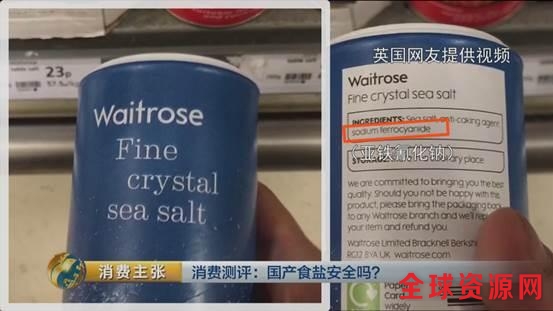 23p
Waitrose
Fine
crystal
sea salt
英国网友提供视频
Waitrose
Fine crystal sea salt
INGREDIENTS: Sea salt, anti-caking agent
sodium ferrocyanide
(亚铁氰化钠)
place
We are committed to bringing you the best
quality. Should you not be happy with this
product, please bring the packaging back
to any Waitrose branch and we'll
your item and refund you.
Waitrose Limited Bracknell Berkshire
RG12 8YA UK waitrose.com
Paper
Card
widely
消费主张
消费测评：国产食盐安全吗?
全球资源网